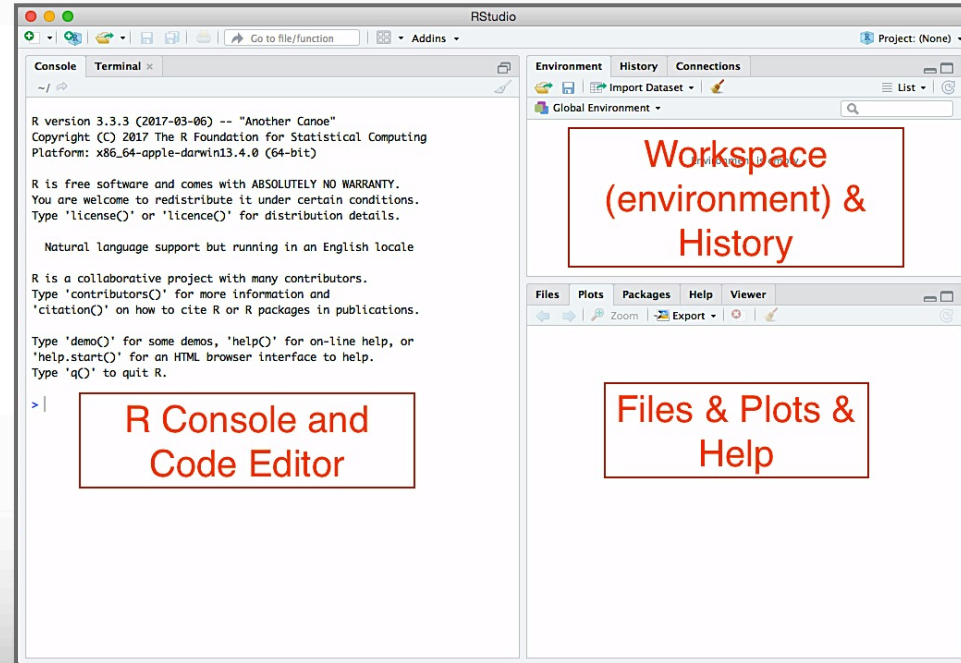 RStudio
Go to file/function
Addins
Project: (None)
Console Terminal
~/
R version 3.3.3 (2017-03-06) -- "Another Canoe"
Copyright (C) 2017 The R Foundation for Statistical Computing
Platform: x86_64-apple-darwin13.4.0 (64-bit)
R is free software and comes with ABSOLUTELY NO WARRANTY.
You are welcome to redistribute it under certain conditions.
Type 'license()' or 'licence()' for distribution details.
Natural language support but running in an English locale
R is a collaborative project with many contributors.
Type 'contributors()' for more information and
'citation()' on how to cite R or R packages in publications.
Type 'demo()' for some demos, 'help()' for on-line help, or
'help.start()' for an HTML browser interface to help.
Type 'q()' to quit R.
>
R Console and
Code Editor
Environment History Connections
Import Dataset
List
Global Environment
Environment is empty
Workspace
(environment) &
History
Files Plots Packages Help Viewer
Zoom Export
Files & Plots &
Help